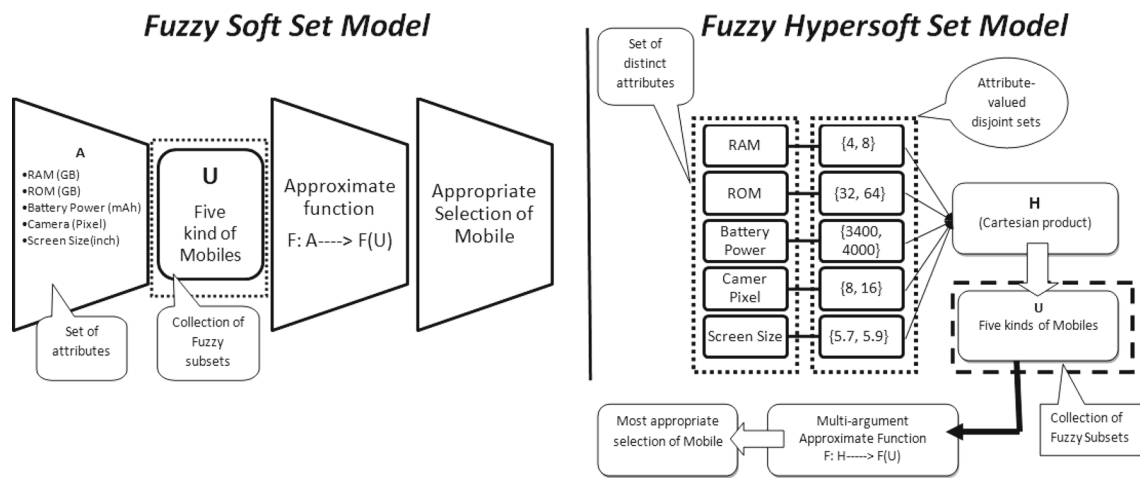 Fuzzy Soft Set Model
A
•RAM (GB)
•ROM (GB)
•Battery Power (mAh)
•Camera (Pixel)
•Screen Size(inch)
Set of
attributes
U
Five
kind of
Mobiles
Collection of
Fuzzy
subsets
Approximate
function
F: A----> F(U)
Appropriate
Selection of
Mobile
Fuzzy Hypersoft Set Model
Set of
distinct
attributes
Attribute-
valued
disjoint sets
RAM
{4, 8}
ROM
{32, 64}
Battery
Power
{3400,
4000}
Camer
Pixel
{8, 16}
Screen Size
{5.7, 5.9}
H
(Cartesian product)
U
Five kinds of Mobiles
Collection of
Fuzzy Subsets
Multi-argument
Approximate Function
F: H-----> F(U)
Most appropriate
selection of Mobile